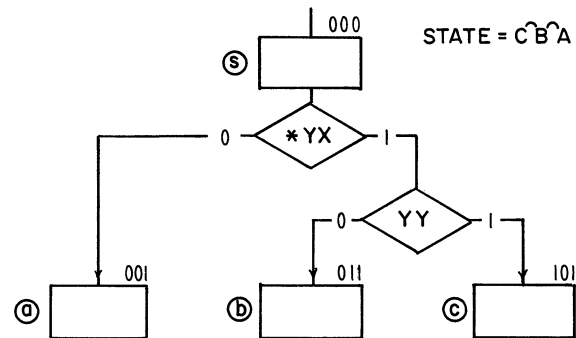 000
STATE = C⁀B⁀A
s
0 *YX 1
0 YY 1
001 011 101
a b c